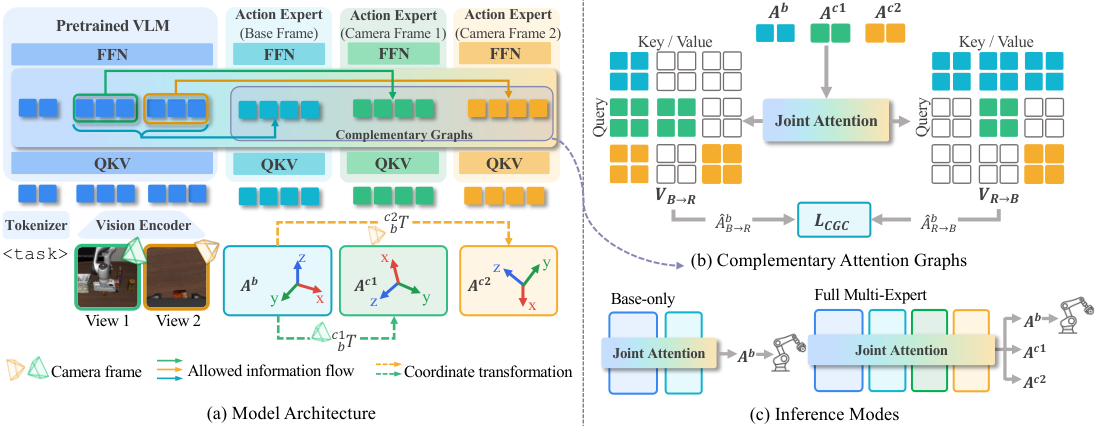 Pretrained VLM
Action Expert
(Base Frame)
Action Expert
(Camera Frame 1)
Action Expert
(Camera Frame 2)
FFN
FFN
FFN
FFN
Complementary Graphs
QKV
QKV
QKV
QKV
Tokenizer
Vision Encoder
<task>
View 1
View 2
c2 b T
A^b
z
x
y
A^c1
x
y
z
A^c2
y
z
x
c1 b T
Camera frame
Allowed information flow
Coordinate transformation
(a) Model Architecture
A^b
A^c1
A^c2
Key / Value
Query
Joint Attention
Key / Value
Query
V_B→R
V_R→B
Â^b_B→R
L_CGC
Â^b_R→B
(b) Complementary Attention Graphs
Base-only
Joint Attention
A^b
Full Multi-Expert
Joint Attention
A^b
A^c1
A^c2
(c) Inference Modes